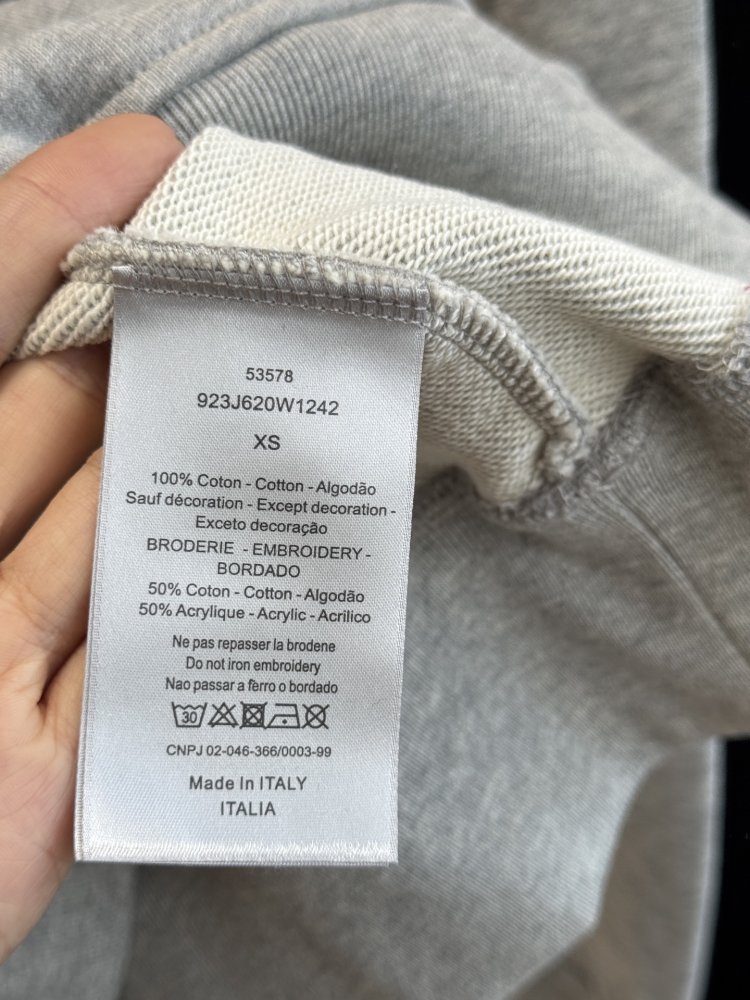 53578
923J620W1242
XS
100% Coton - Cotton - Algodão
Sauf décoration - Except decoration -
Exceto decoração
BRODERIE - EMBROIDERY -
BORDADO
50% Coton - Cotton - Algodão
50% Acrylique - Acrylic - Acrilico
Ne pas repasser la brodene
Do not iron embroidery
Nao passar a ferro o bordado
30
CNPJ 02-046-366/0003-99
Made In ITALY
ITALIA